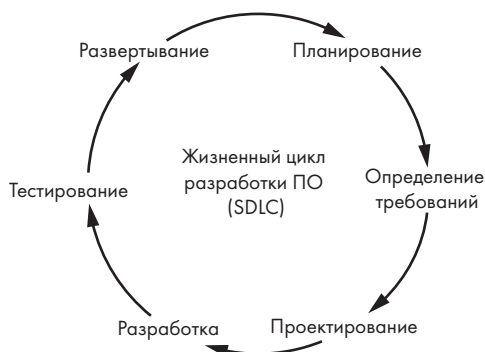 Развертывание
Планирование
Жизненный цикл
разработки ПО
(SDLC)
Тестирование
Определение
требований
Разработка
Проектирование